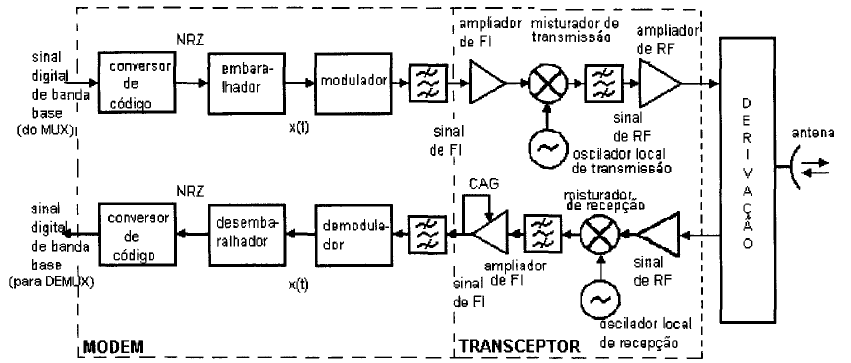 sinal
digital
de banda
base
(do MUX)
conversor
de
código
NRZ
embara-
lhador
x(t)
modulador
sinal
de FI
ampliador
de FI
misturador de
transmissão
oscilador local
de transmissão
sinal
de RF
ampliador
de RF
DERIVAÇÃO
antena
sinal
digital
de banda
base
(para DEMUX)
conversor
de
código
NRZ
desemba-
ralhador
x(t)
demodula-
dor
sinal
de FI
CAG
ampliador
de FI
misturador
de recepção
sinal
de RF
oscilador local
de recepção
MODEM
TRANSCEPTOR